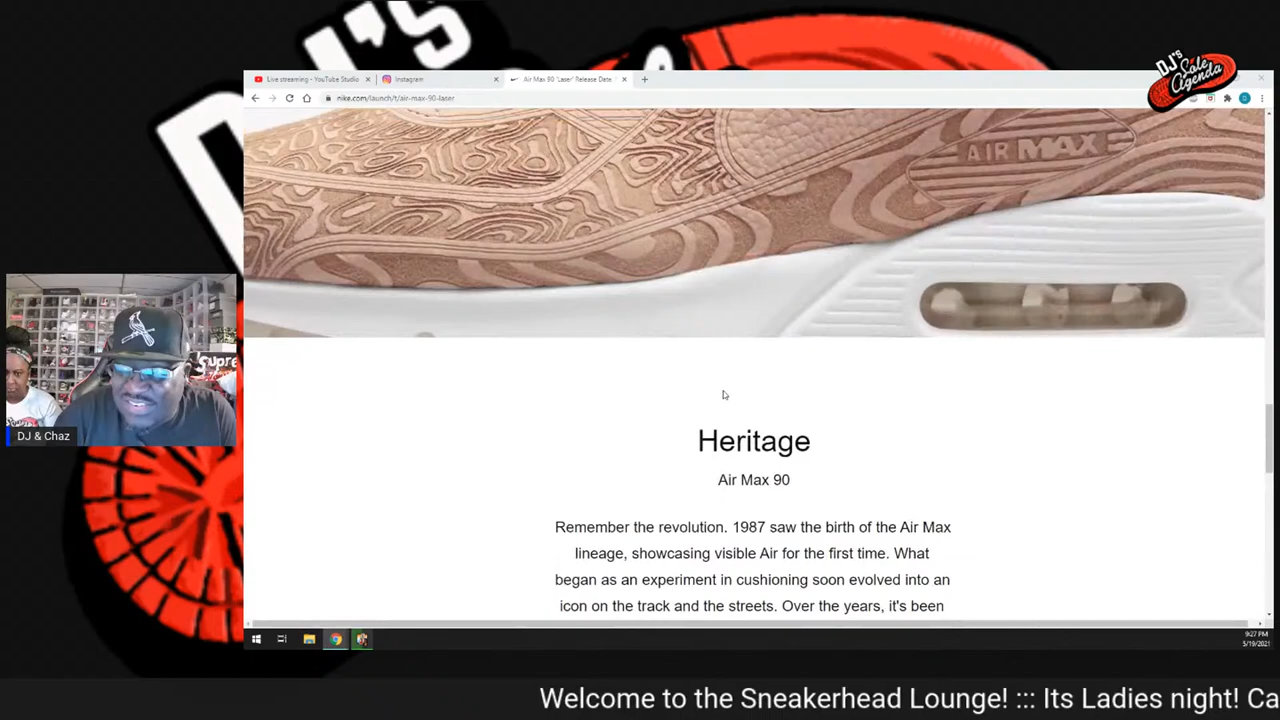 DJ's
DJ's
Sole
Agenda
Live streaming - YouTube Studio
Instagram
Air Max 90 'Laser' Release Date.
nike.com/launch/t/air-max-90-laser
AIR MAX
'Supre
DJ & Chaz
Heritage
Air Max 90
Remember the revolution. 1987 saw the birth of the Air Max
lineage, showcasing visible Air for the first time. What
began as an experiment in cushioning soon evolved into an
icon on the track and the streets. Over the years, it's been
9:27 PM
5/19/2021
Welcome to the Sneakerhead Lounge! ::: Its Ladies night! Ca